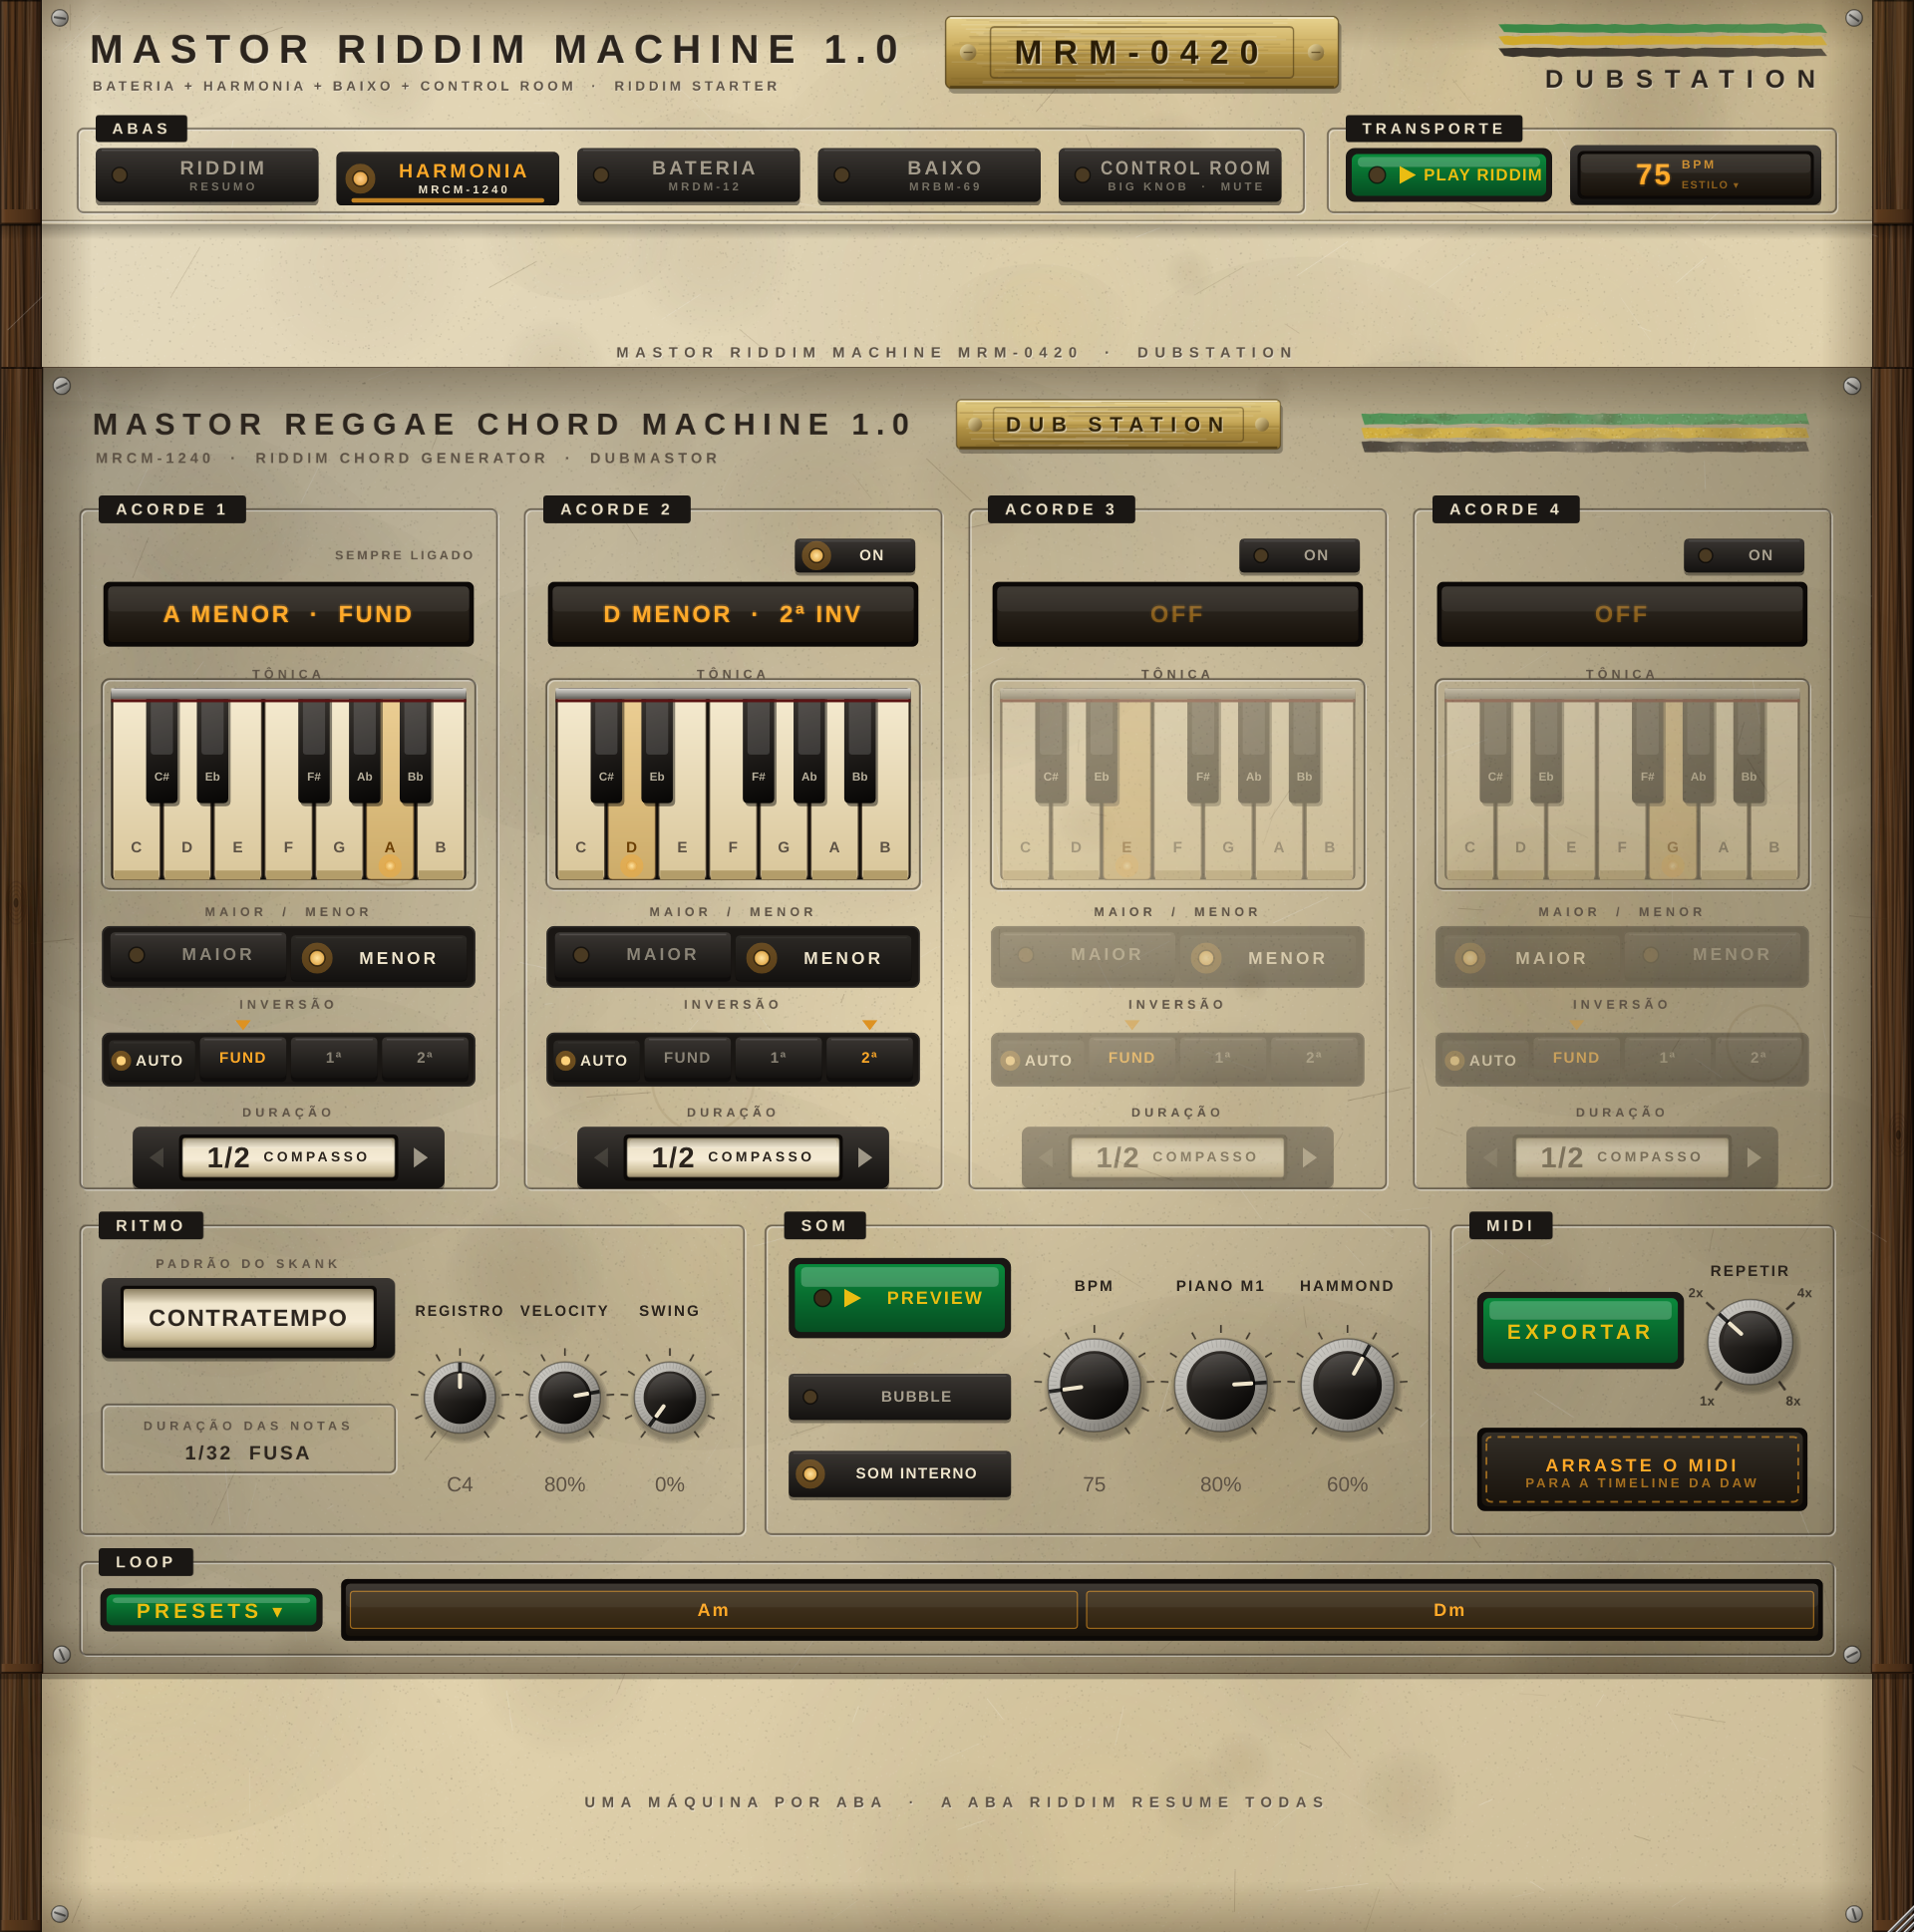 MASTOR RIDDIM MACHINE 1.0
BATERIA + HARMONIA + BAIXO + CONTROL ROOM · RIDDIM STARTER
MRM-0420
DUBSTATION
ABAS
RIDDIM
RESUMO
HARMONIA
MRCM-1240
BATERIA
MRDM-12
BAIXO
MRBM-69
CONTROL ROOM
BIG KNOB · MUTE
TRANSPORTE
PLAY RIDDIM
75 BPM
ESTILO ▾
MASTOR RIDDIM MACHINE MRM-0420 · DUBSTATION
MASTOR REGGAE CHORD MACHINE 1.0
MRCM-1240 · RIDDIM CHORD GENERATOR · DUBMASTOR
DUB STATION
ACORDE 1
SEMPRE LIGADO
A MENOR · FUND
TÔNICA
C# Eb F# Ab Bb
C D E F G A B
MAIOR / MENOR
MAIOR MENOR
INVERSÃO
AUTO FUND 1ª 2ª
DURAÇÃO
1/2 COMPASSO
ACORDE 2
ON
D MENOR · 2ª INV
TÔNICA
C# Eb F# Ab Bb
C D E F G A B
MAIOR / MENOR
MAIOR MENOR
INVERSÃO
AUTO FUND 1ª 2ª
DURAÇÃO
1/2 COMPASSO
ACORDE 3
ON
OFF
TÔNICA
C# Eb F# Ab Bb
C D E F G A B
MAIOR / MENOR
MAIOR MENOR
INVERSÃO
AUTO FUND 1ª 2ª
DURAÇÃO
1/2 COMPASSO
ACORDE 4
ON
OFF
TÔNICA
C# Eb F# Ab Bb
C D E F G A B
MAIOR / MENOR
MAIOR MENOR
INVERSÃO
AUTO FUND 1ª 2ª
DURAÇÃO
1/2 COMPASSO
RITMO
PADRÃO DO SKANK
CONTRATEMPO
DURAÇÃO DAS NOTAS
1/32 FUSA
REGISTRO VELOCITY SWING
C4 80% 0%
SOM
PREVIEW
BUBBLE
SOM INTERNO
BPM PIANO M1 HAMMOND
75 80% 60%
MIDI
EXPORTAR
REPETIR
2x 4x
1x 8x
ARRASTE O MIDI
PARA A TIMELINE DA DAW
LOOP
PRESETS ▾
Am Dm
UMA MÁQUINA POR ABA · A ABA RIDDIM RESUME TODAS